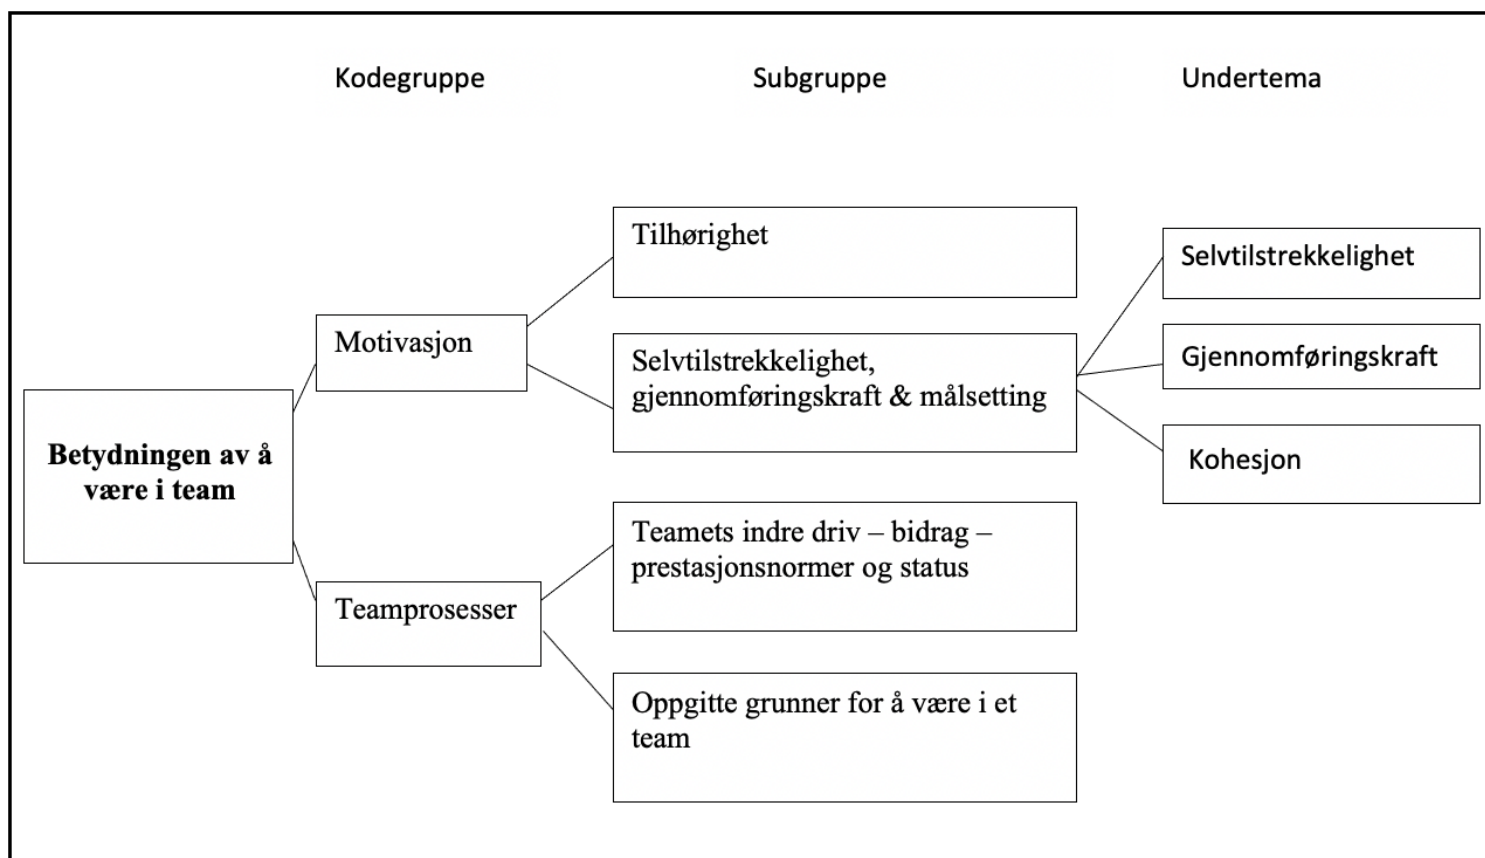 Kodegruppe
Subgruppe
Undertema
Betydningen av å
være i team
Motivasjon
Teamprosesser
Tilhørighet
Selvtilstrekkelighet,
gjennomføringskraft & målsetting
Teamets indre driv – bidrag –
prestasjonsnormer og status
Oppgitte grunner for å være i et
team
Selvtilstrekkelighet
Gjennomføringskraft
Kohesjon